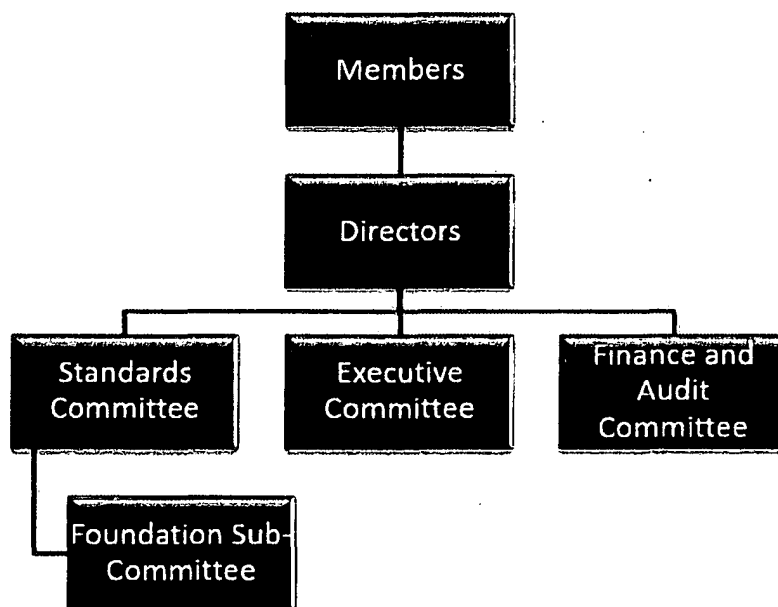 Members
Directors
Standards
Committee
Executive
Committee
Finance and
Audit
Committee
Foundation Sub-
Committee